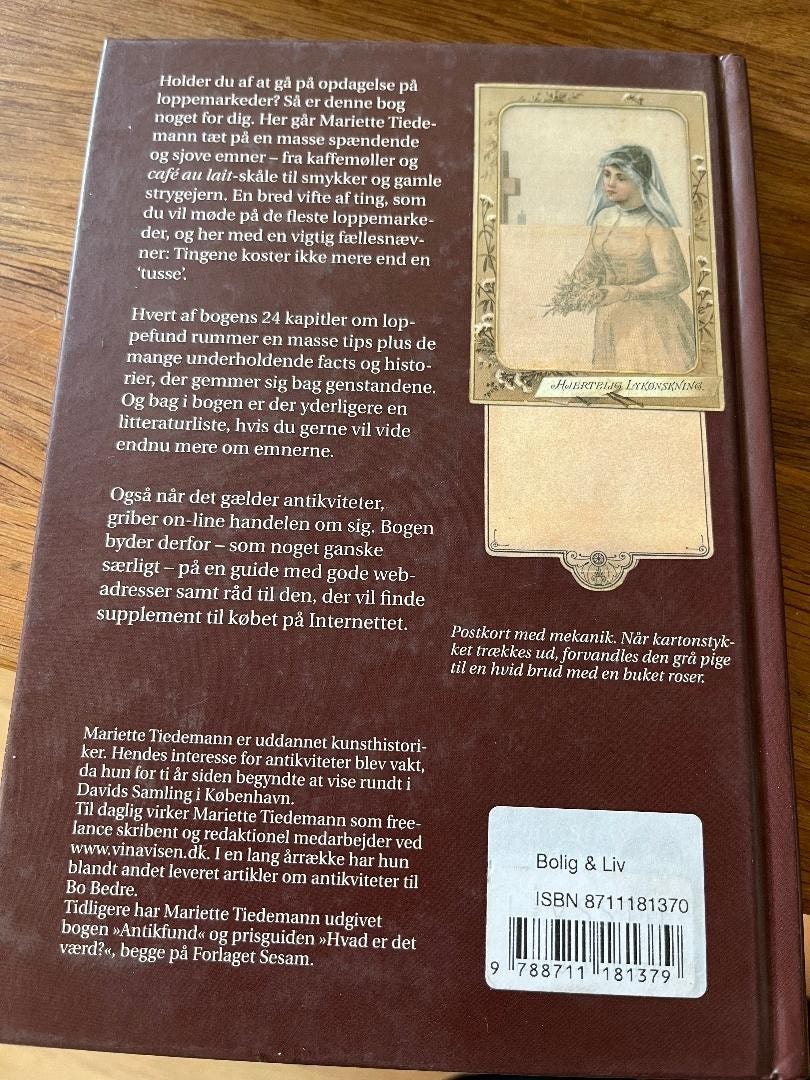 Holder du af at gå på opdagelse på
loppemarkeder? Så er denne bog
noget for dig. Her går Mariette Tiede-
mann tæt på en masse spændende
og sjove emner – fra kaffemøller og
café au lait-skåle til smykker og gamle
strygejern. En bred vifte af ting, som
du vil møde på de fleste loppemarke-
der, og her med en vigtig fællesnæv-
ner: Tingene koster ikke mere end en
'tusse'.
Hvert af bogens 24 kapitler om lop-
pefund rummer en masse tips plus de
mange underholdende facts og histo-
rier, der gemmer sig bag genstandene.
Og bag i bogen er der yderligere en
litteraturliste, hvis du gerne vil vide
endnu mere om emnerne.
Også når det gælder antikviteter,
griber on-line handelen om sig. Bogen
byder derfor – som noget ganske
særligt – på en guide med gode web-
adresser samt råd til den, der vil finde
supplement til købet på Internettet.
HJERTELIG LYKØNSKNING.
Postkort med mekanik. Når kartonstyk-
ket trækkes ud, forvandles den grå pige
til en hvid brud med en buket roser.
Mariette Tiedemann er uddannet kunsthistori-
ker. Hendes interesse for antikviteter blev vakt,
da hun for ti år siden begyndte at vise rundt i
Davids Samling i København.
Til daglig virker Mariette Tiedemann som free-
lance skribent og redaktionel medarbejder ved
www.vinavisen.dk. I en lang årrække har hun
blandt andet leveret artikler om antikviteter til
Bo Bedre.
Tidligere har Mariette Tiedemann udgivet
bogen »Antikfund« og prisguiden »Hvad er det
værd?«, begge på Forlaget Sesam.
Bolig & Liv
ISBN 8711181370
9 788711 181379